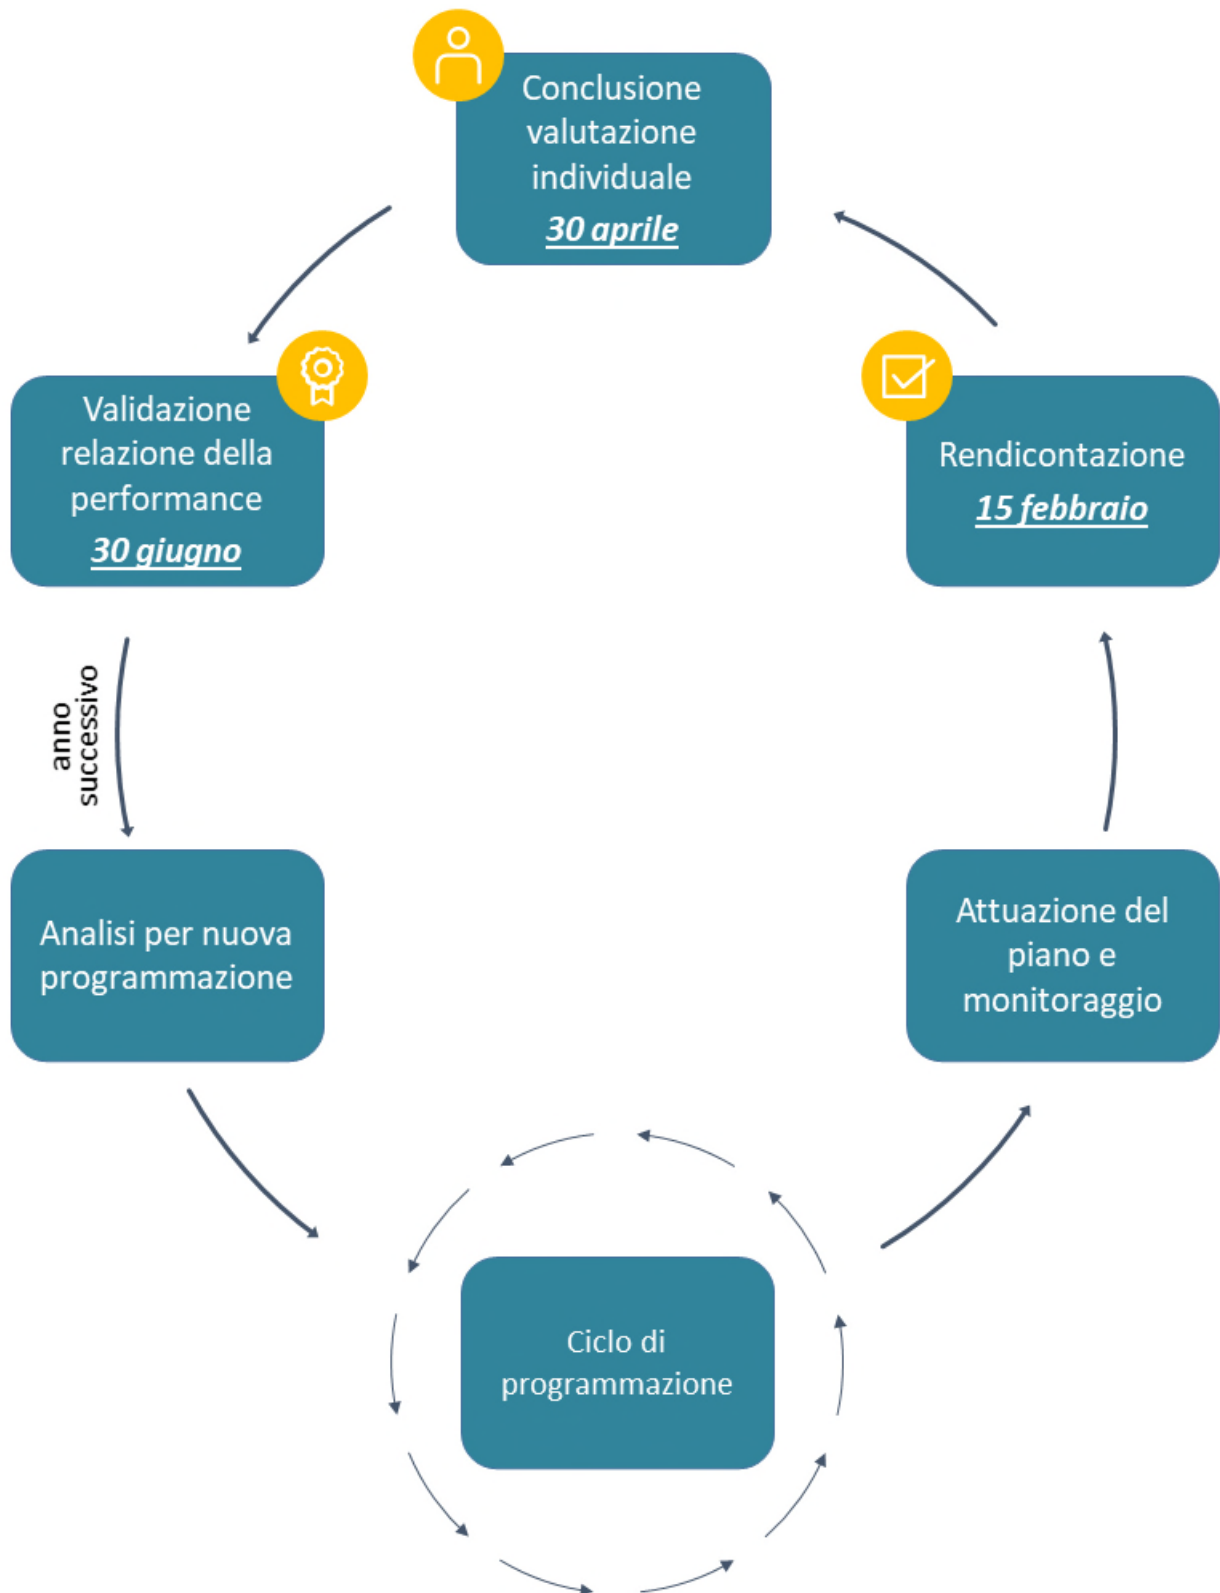 Conclusione
valutazione
individuale
30 aprile
Validazione
relazione della
performance
30 giugno
Rendicontazione
15 febbraio
anno
successivo
Analisi per nuova
programmazione
Attuazione del
piano e
monitoraggio
Ciclo di
programmazione